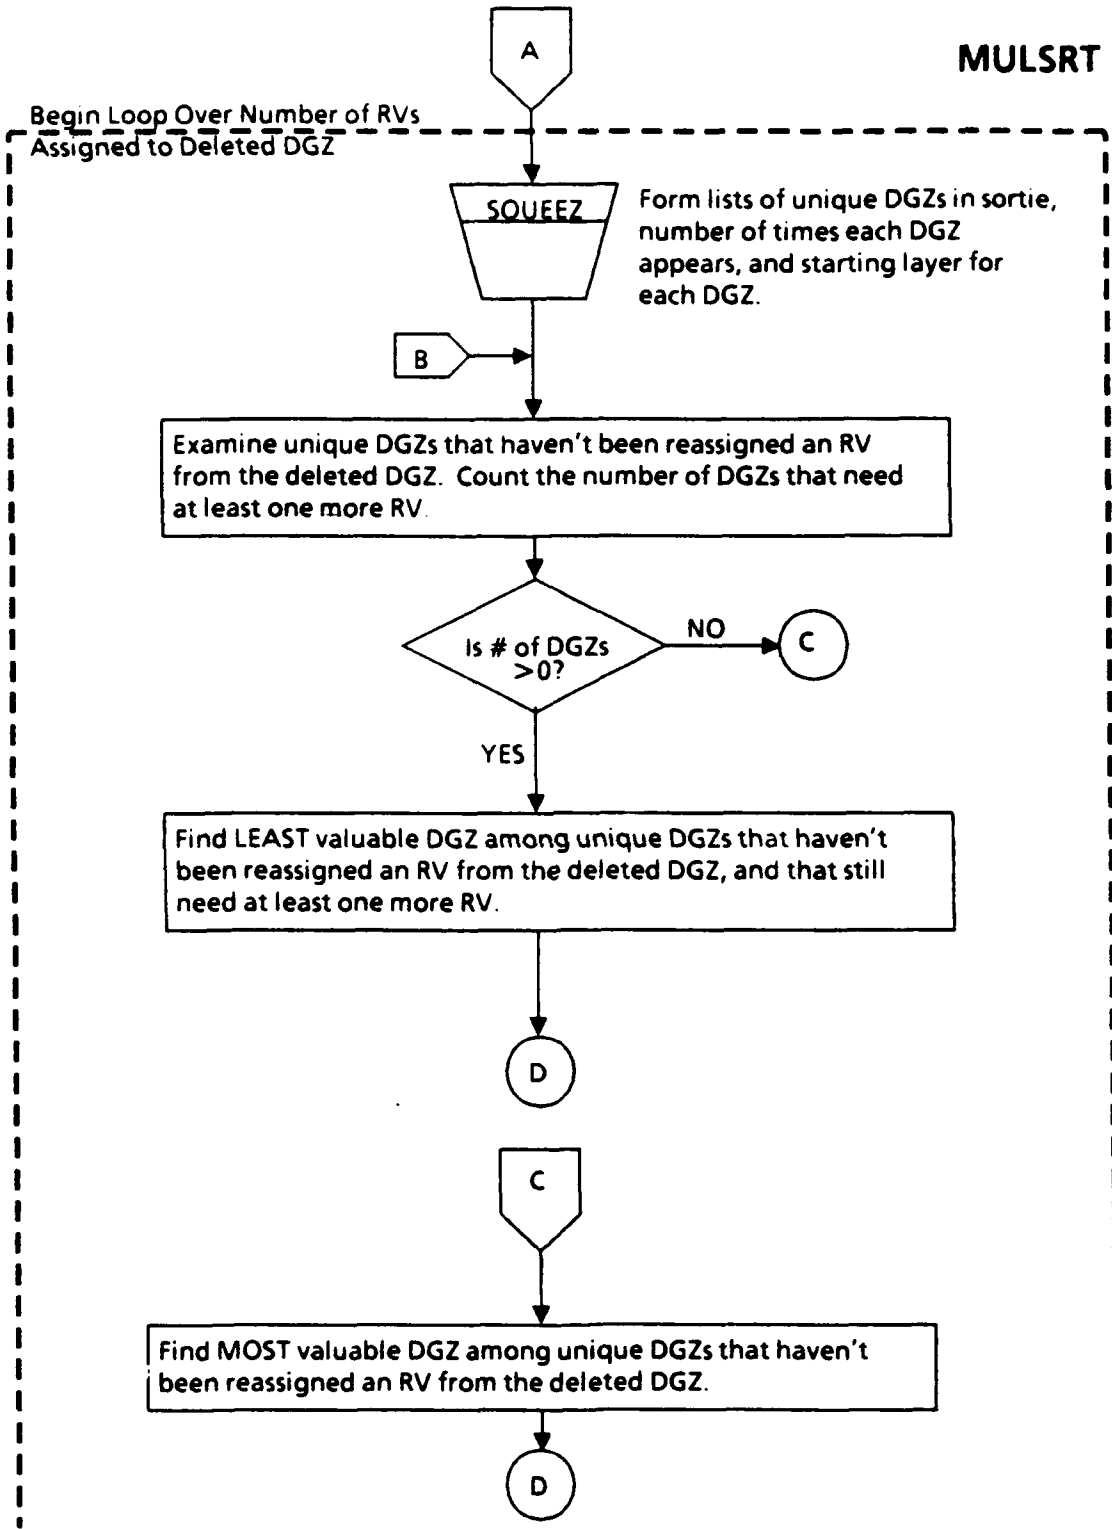 A
MULSRT
Begin Loop Over Number of RVs
Assigned to Deleted DGZ
SQUEEZ
Form lists of unique DGZs in sortie,
number of times each DGZ
appears, and starting layer for
each DGZ.
B
Examine unique DGZs that haven't been reassigned an RV
from the deleted DGZ. Count the number of DGZs that need
at least one more RV.
Is # of DGZs
>0?
NO
C
YES
Find LEAST valuable DGZ among unique DGZs that haven't
been reassigned an RV from the deleted DGZ, and that still
need at least one more RV.
D
C
Find MOST valuable DGZ among unique DGZs that haven't
been reassigned an RV from the deleted DGZ.
D